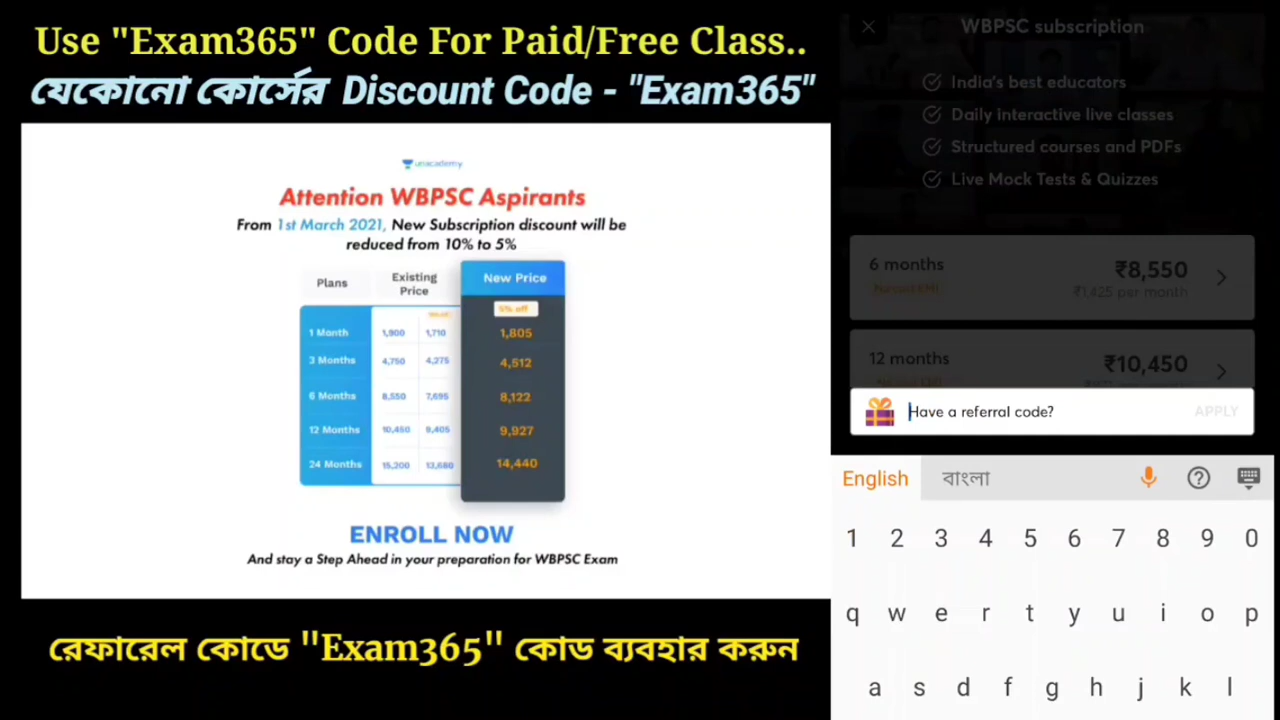 Use "Exam365" Code For Paid/Free Class..
যেকোনো কোর্সের Discount Code - "Exam365"
unacademy
Attention WBPSC Aspirants
From 1st March 2021, New Subscription discount will be
reduced from 10% to 5%
Plans Existing Price New Price
5% off
1 Month 1,900 1,710 1,805
3 Months 4,750 4,275 4,512
6 Months 8,550 7,695 8,122
12 Months 10,450 9,405 9,927
24 Months 15,200 13,680 14,440
ENROLL NOW
And stay a Step Ahead in your preparation for WBPSC Exam
রেফারেল কোডে "Exam365" কোড ব্যবহার করুন
WBPSC subscription
India's best educators
Daily interactive live classes
Structured courses and PDFs
Live Mock Tests & Quizzes
6 months ₹8,550
₹1,425 per month
12 months ₹10,450
Have a referral code? APPLY
English বাংলা
1 2 3 4 5 6 7 8 9 0
q w e r t y u i o p
a s d f g h j k l